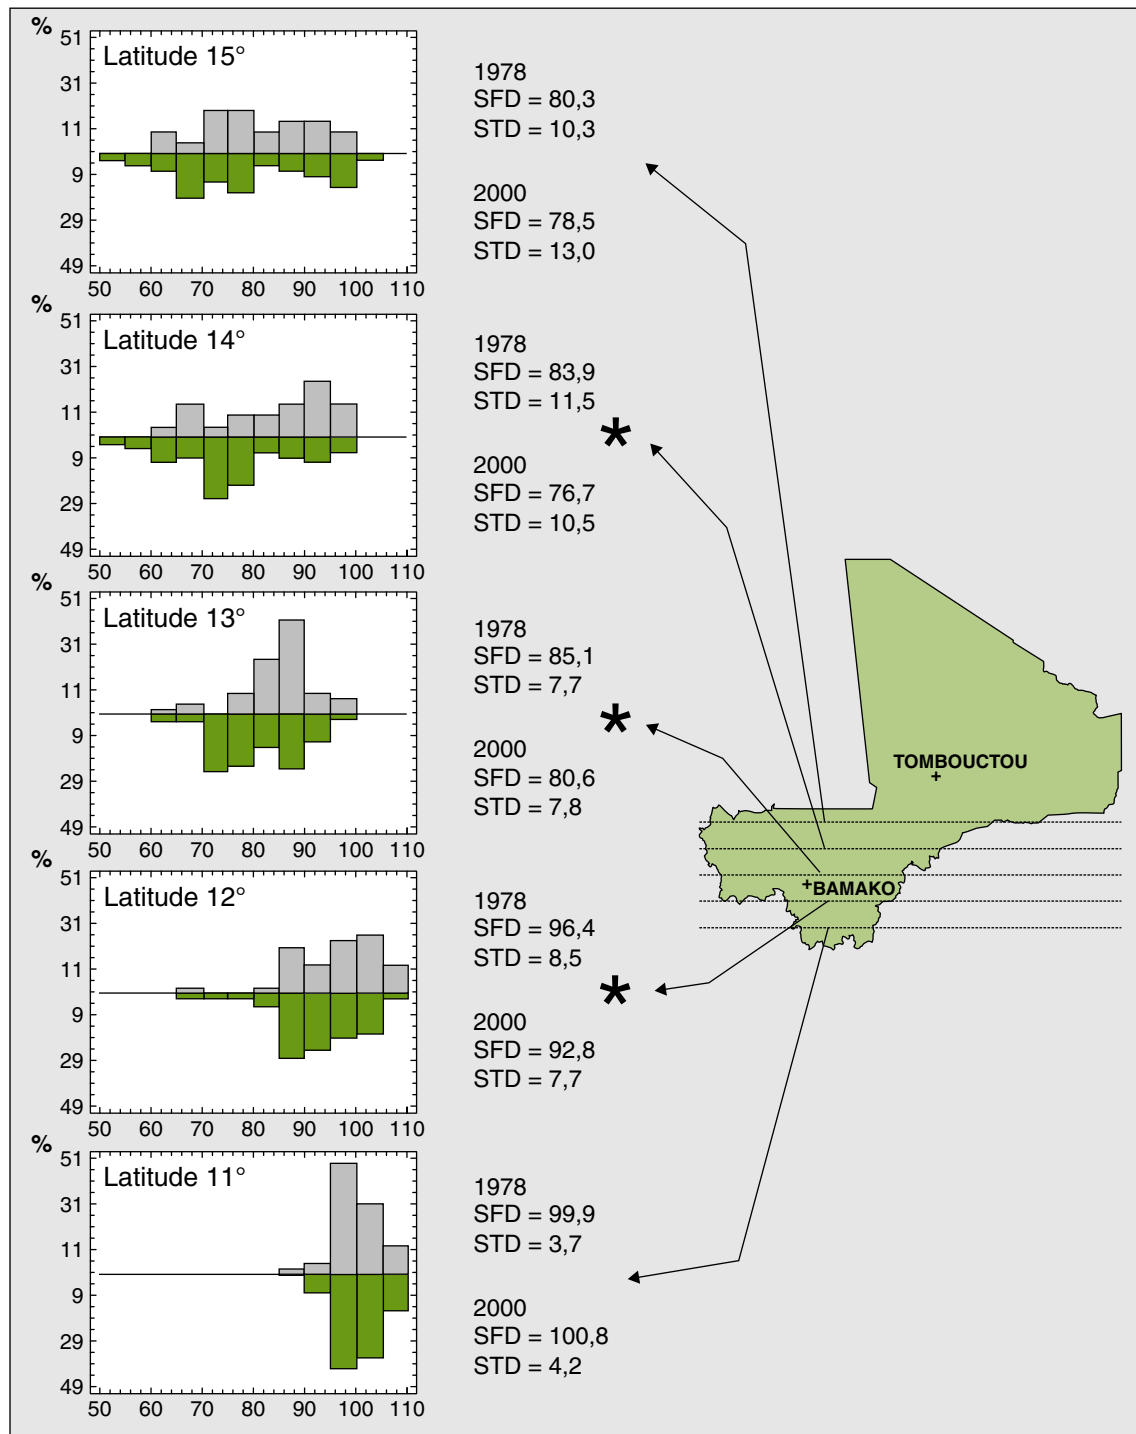 %
51
Latitude 15°
31
11
9
29
49
50 60 70 80 90 100 110
1978
SFD = 80,3
STD = 10,3
2000
SFD = 78,5
STD = 13,0
%
51
Latitude 14°
31
11
9
29
49
50 60 70 80 90 100 110
1978
SFD = 83,9
STD = 11,5
*
2000
SFD = 76,7
STD = 10,5
%
51
Latitude 13°
31
11
9
29
49
50 60 70 80 90 100 110
1978
SFD = 85,1
STD = 7,7
*
2000
SFD = 80,6
STD = 7,8
%
51
Latitude 12°
31
11
9
29
49
50 60 70 80 90 100 110
1978
SFD = 96,4
STD = 8,5
*
2000
SFD = 92,8
STD = 7,7
%
51
Latitude 11°
31
11
9
29
49
50 60 70 80 90 100 110
1978
SFD = 99,9
STD = 3,7
2000
SFD = 100,8
STD = 4,2
TOMBOUCTOU
+
+BAMAKO